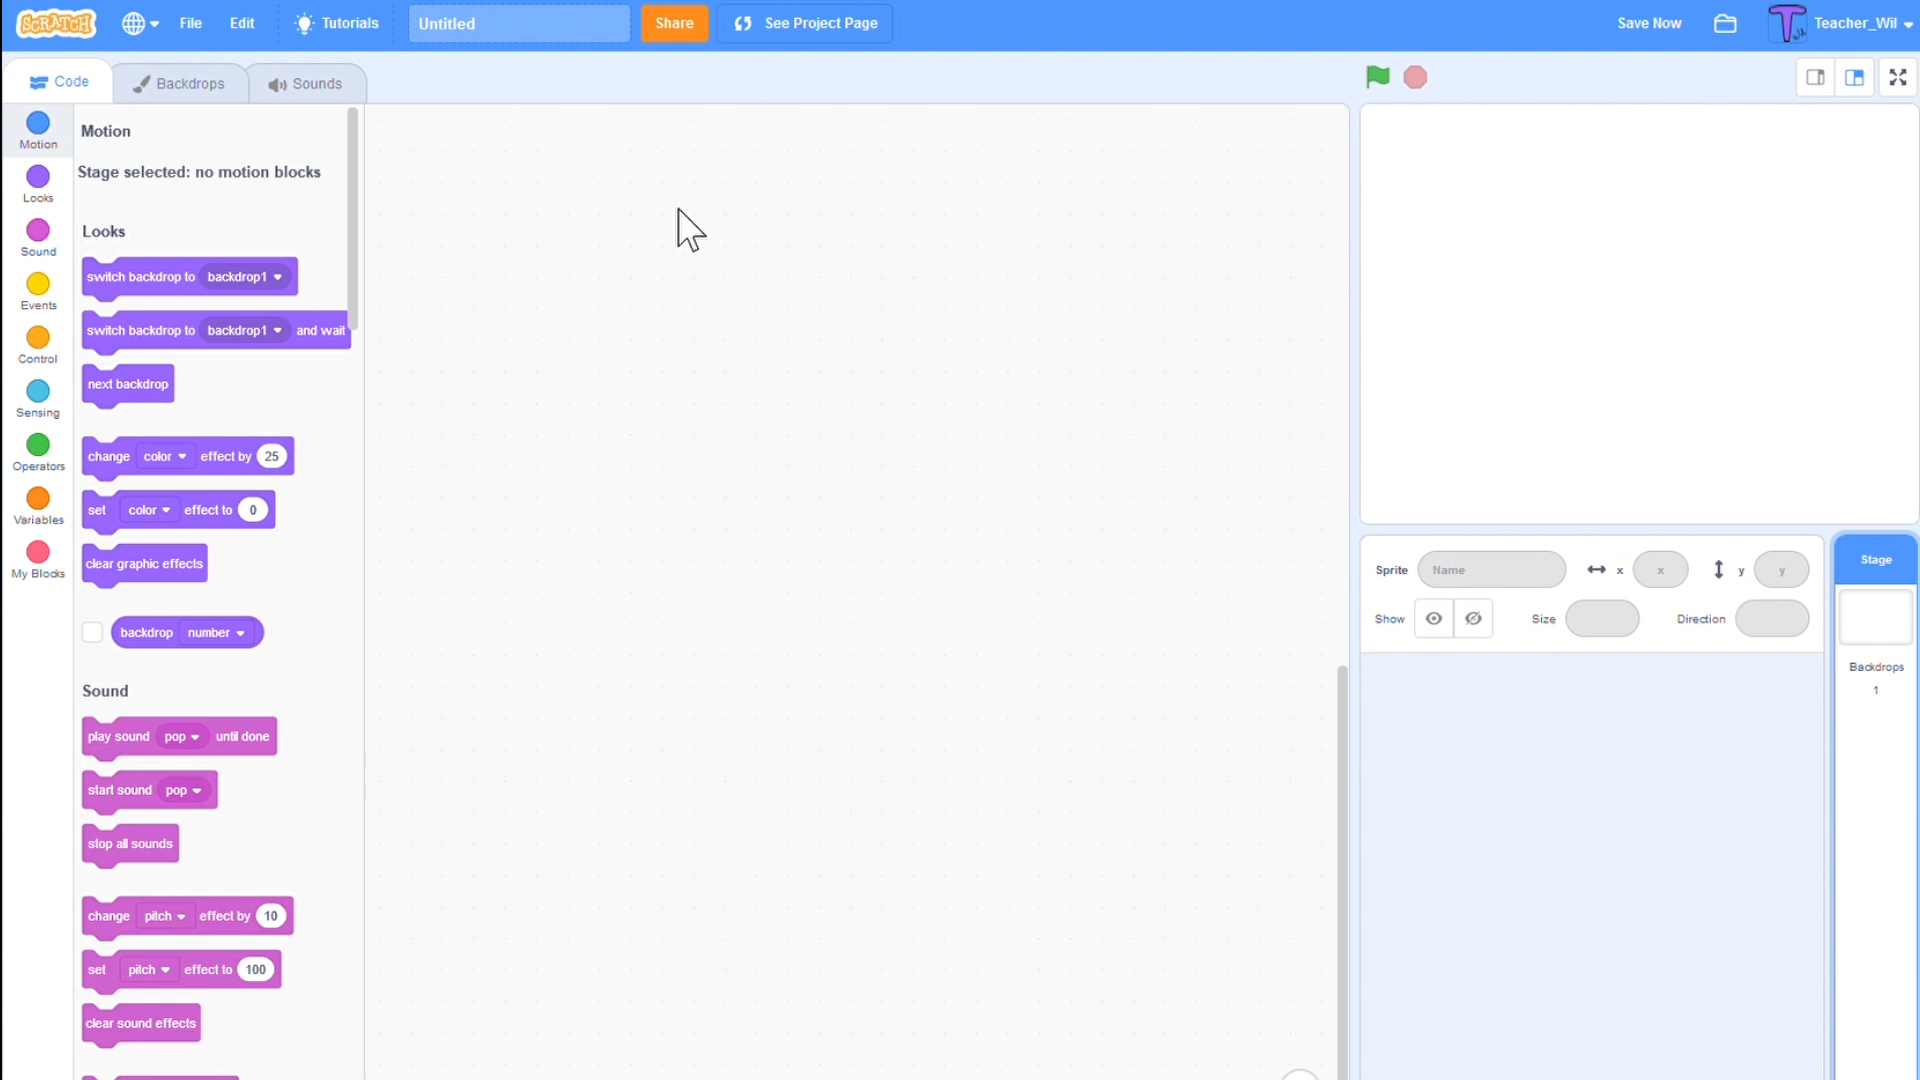 SCRATCH File Edit Tutorials Untitled Share See Project Page Save Now Teacher_Wil
Code Backdrops Sounds
Motion
Looks
Sound
Events
Control
Sensing
Operators
Variables
My Blocks
Motion
Stage selected: no motion blocks
Looks
switch backdrop to backdrop1
switch backdrop to backdrop1 and wait
next backdrop
change color effect by 25
set color effect to 0
clear graphic effects
backdrop number
Sound
play sound pop until done
start sound pop
stop all sounds
change pitch effect by 10
set pitch effect to 100
clear sound effects
Sprite Name x x y y
Show Size Direction
Stage
Backdrops
1